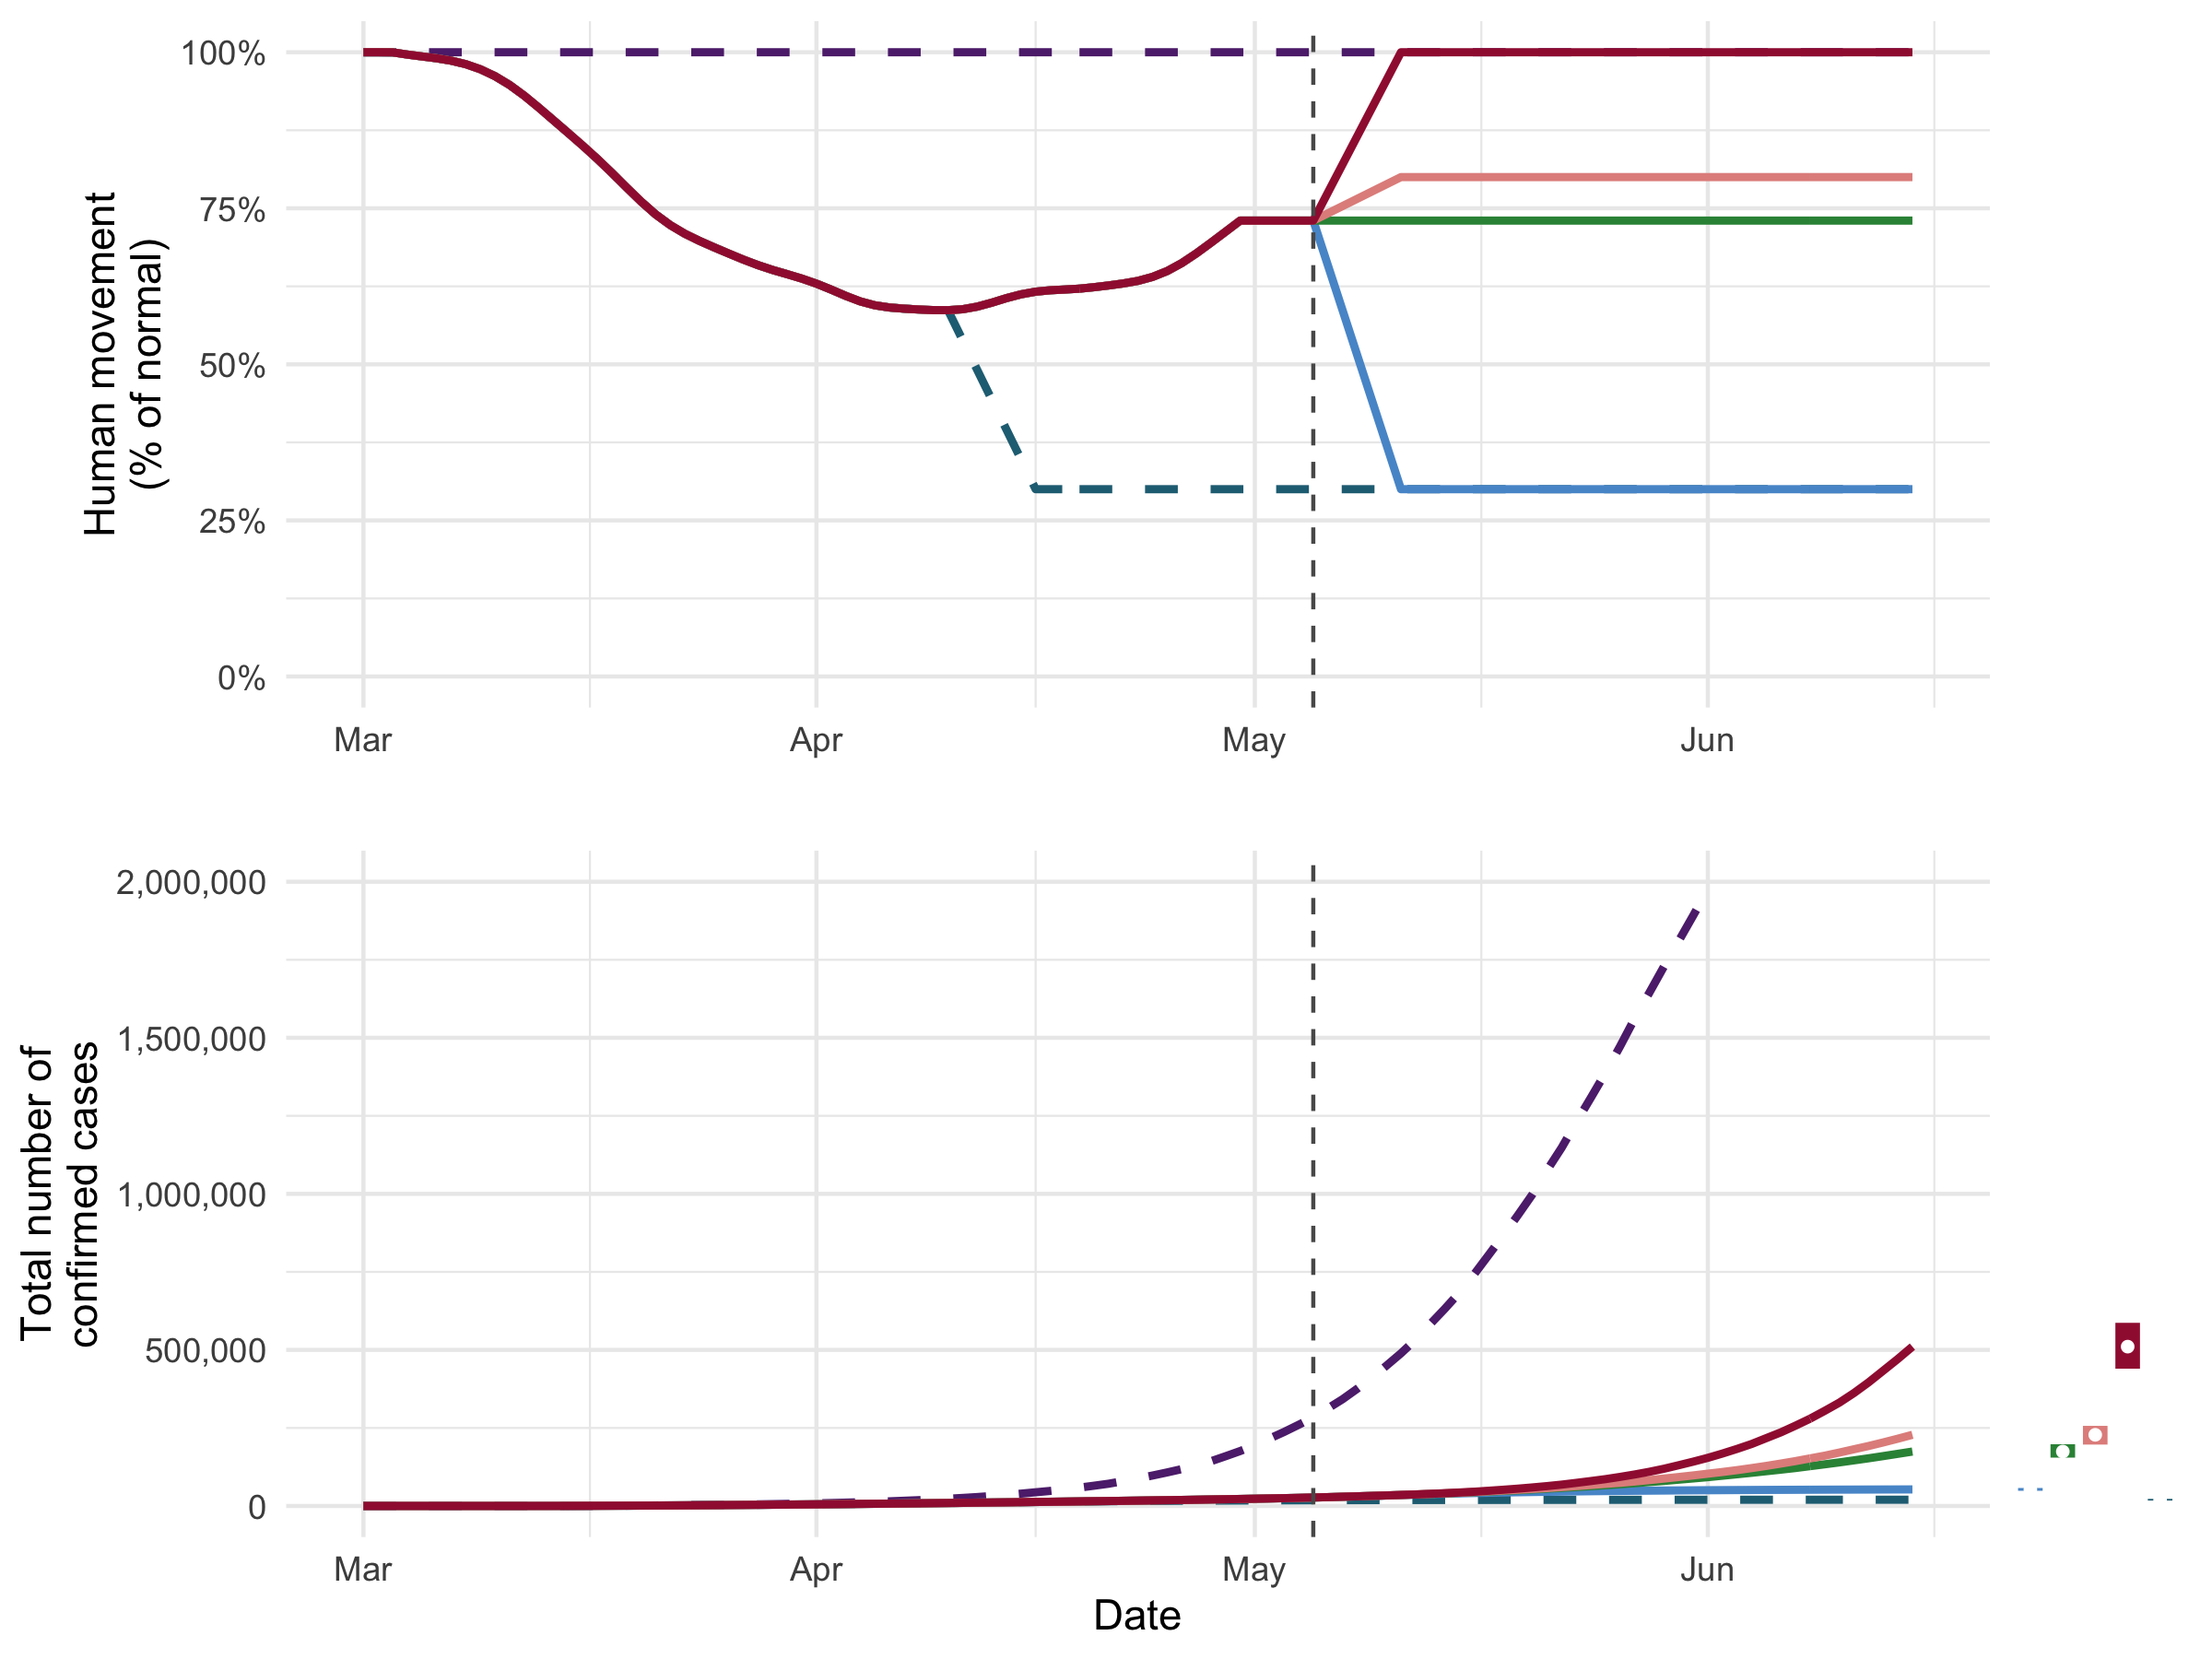 Human movement
(% of normal)
100%
75%
50%
25%
0%
Mar
Apr
May
Jun
Total number of
confirmed cases
2,000,000
1,500,000
1,000,000
500,000
0
Mar
Apr
May
Jun
Date